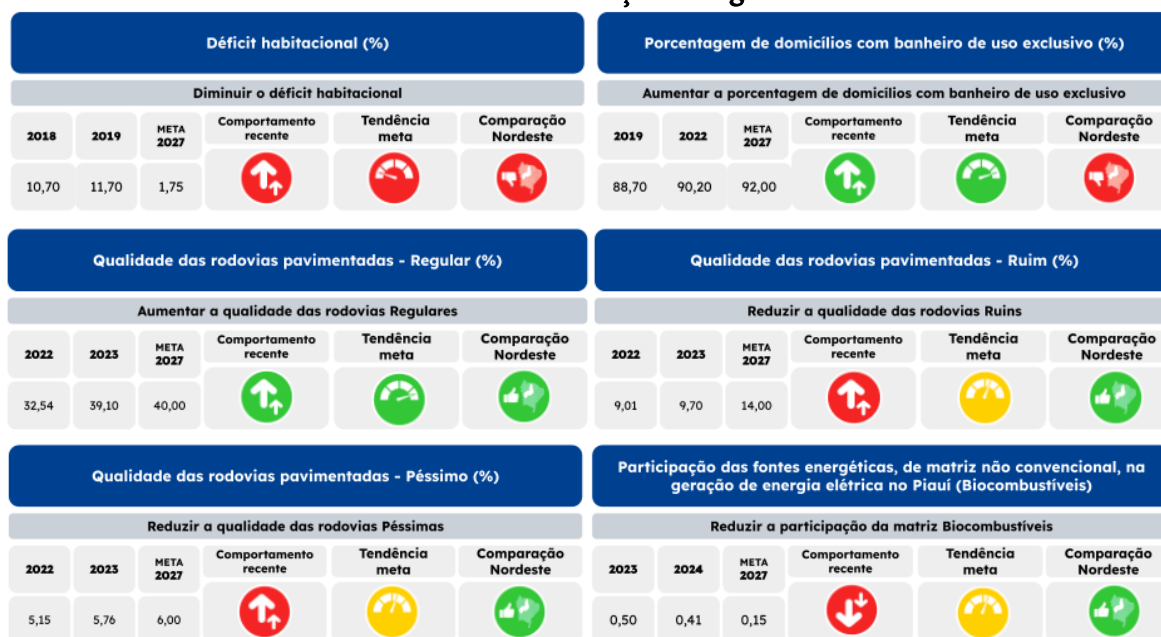 Déficit habitacional (%)
Diminuir o déficit habitacional
2018 2019 META 2027 Comportamento recente Tendência meta Comparação Nordeste
10,70 11,70 1,75
Porcentagem de domicílios com banheiro de uso exclusivo (%)
Aumentar a porcentagem de domicílios com banheiro de uso exclusivo
2019 2022 META 2027 Comportamento recente Tendência meta Comparação Nordeste
88,70 90,20 92,00
Qualidade das rodovias pavimentadas - Regular (%)
Aumentar a qualidade das rodovias Regulares
2022 2023 META 2027 Comportamento recente Tendência meta Comparação Nordeste
32,54 39,10 40,00
Qualidade das rodovias pavimentadas - Ruim (%)
Reduzir a qualidade das rodovias Ruins
2022 2023 META 2027 Comportamento recente Tendência meta Comparação Nordeste
9,01 9,70 14,00
Qualidade das rodovias pavimentadas - Péssimo (%)
Reduzir a qualidade das rodovias Péssimas
2022 2023 META 2027 Comportamento recente Tendência meta Comparação Nordeste
5,15 5,76 6,00
Participação das fontes energéticas, de matriz não convencional, na
geração de energia elétrica no Piauí (Biocombustíveis)
Reduzir a participação da matriz Biocombustíveis
2023 2024 META 2027 Comportamento recente Tendência meta Comparação Nordeste
0,50 0,41 0,15